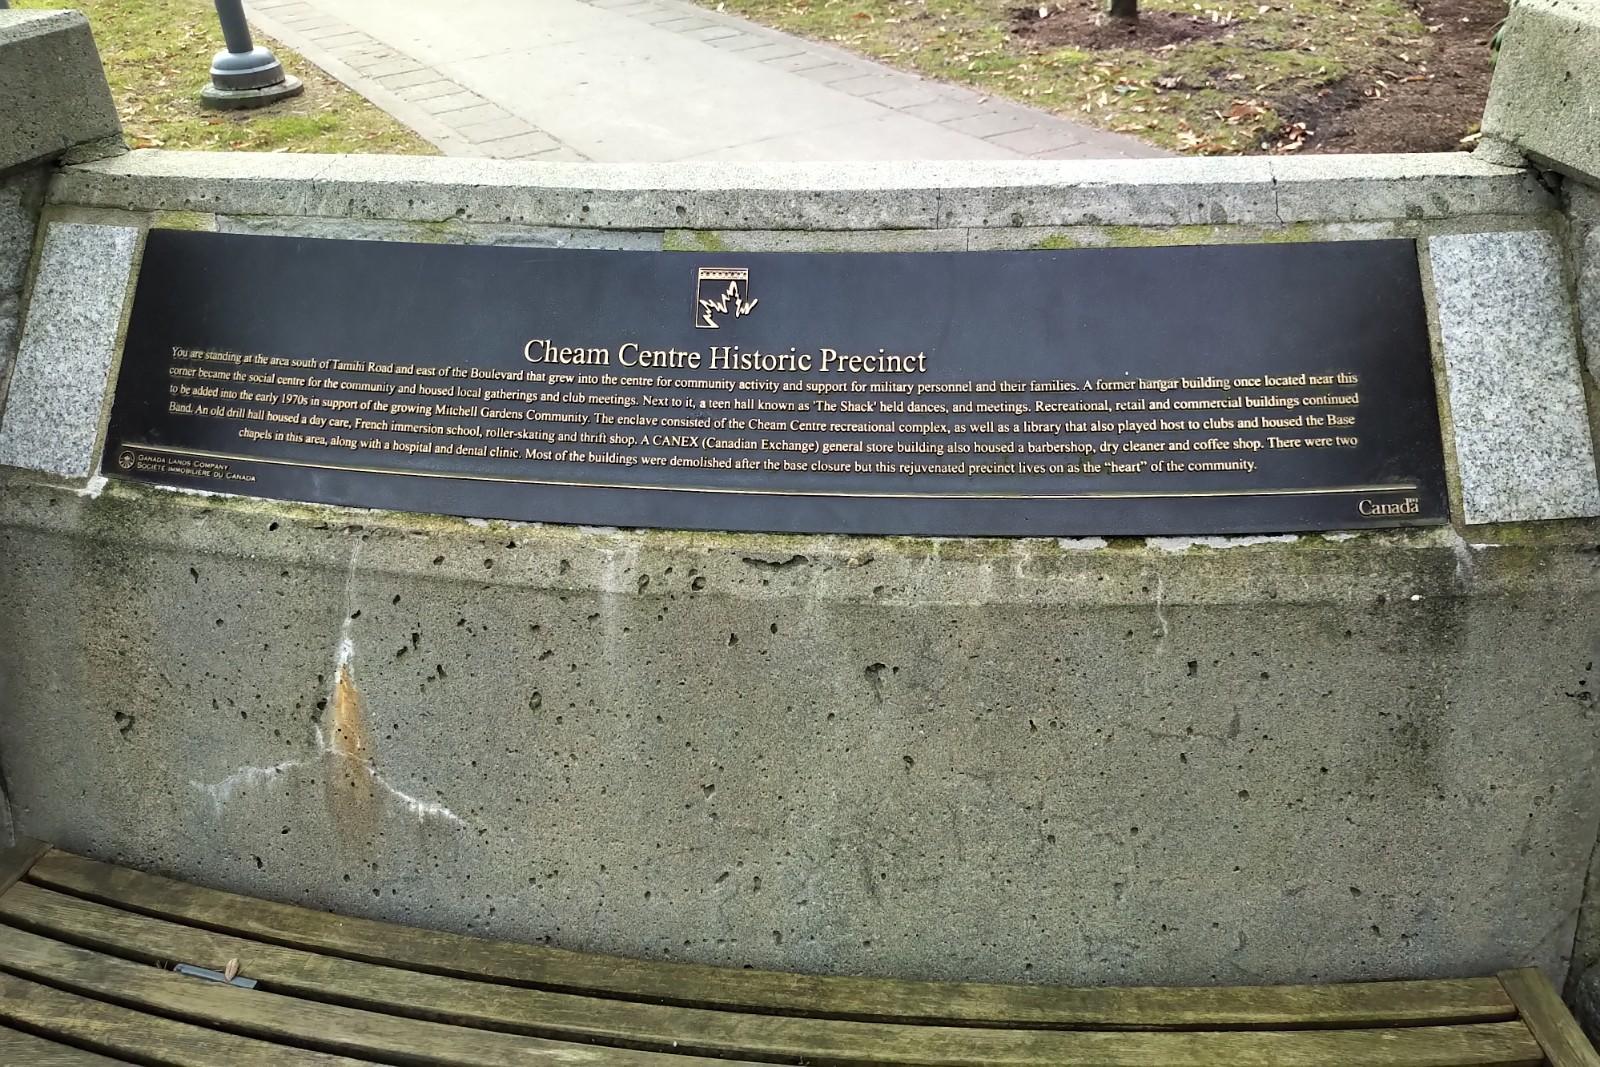 Cheam Centre Historic Precinct
You are standing at the area south of Tamihi Road and east of the Boulevard that grew into the centre for community activity and support for military personnel and their families. A former hangar building once located near this
corner became the social centre for the community and housed local gatherings and club meetings. Next to it, a teen hall known as 'The Shack' held dances, and meetings. Recreational, retail and commercial buildings continued
to be added into the early 1970s in support of the growing Mitchell Gardens Community. The enclave consisted of the Cheam Centre recreational complex, as well as a library that also played host to clubs and housed the Base
Band. An old drill hall housed a day care, French immersion school, roller-skating and thrift shop. A CANEX (Canadian Exchange) general store building also housed a barbershop, dry cleaner and coffee shop. There were two
chapels in this area, along with a hospital and dental clinic. Most of the buildings were demolished after the base closure but this rejuvenated precinct lives on as the "heart" of the community.
CANADA LANDS COMPANY
SOCIÉTÉ IMMOBILIÈRE DU CANADA
Canada